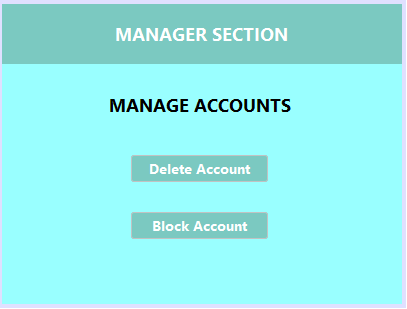 MANAGER SECTION
MANAGE ACCOUNTS
Delete Account
Block Account